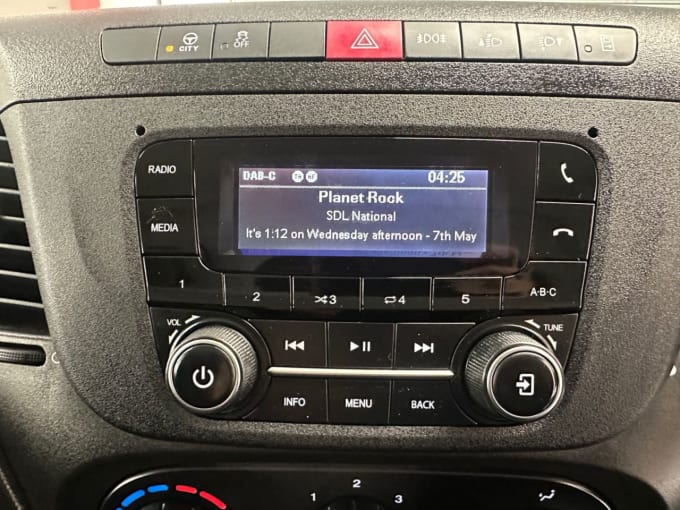 CITY
OFF
RADIO
DAB-C 04:25
Planet Rock
SDL National
It's 1:12 on Wednesday afternoon - 7th May
MEDIA
1 2 3 4 5 A·B·C
VOL TUNE
INFO MENU BACK
1 2 3